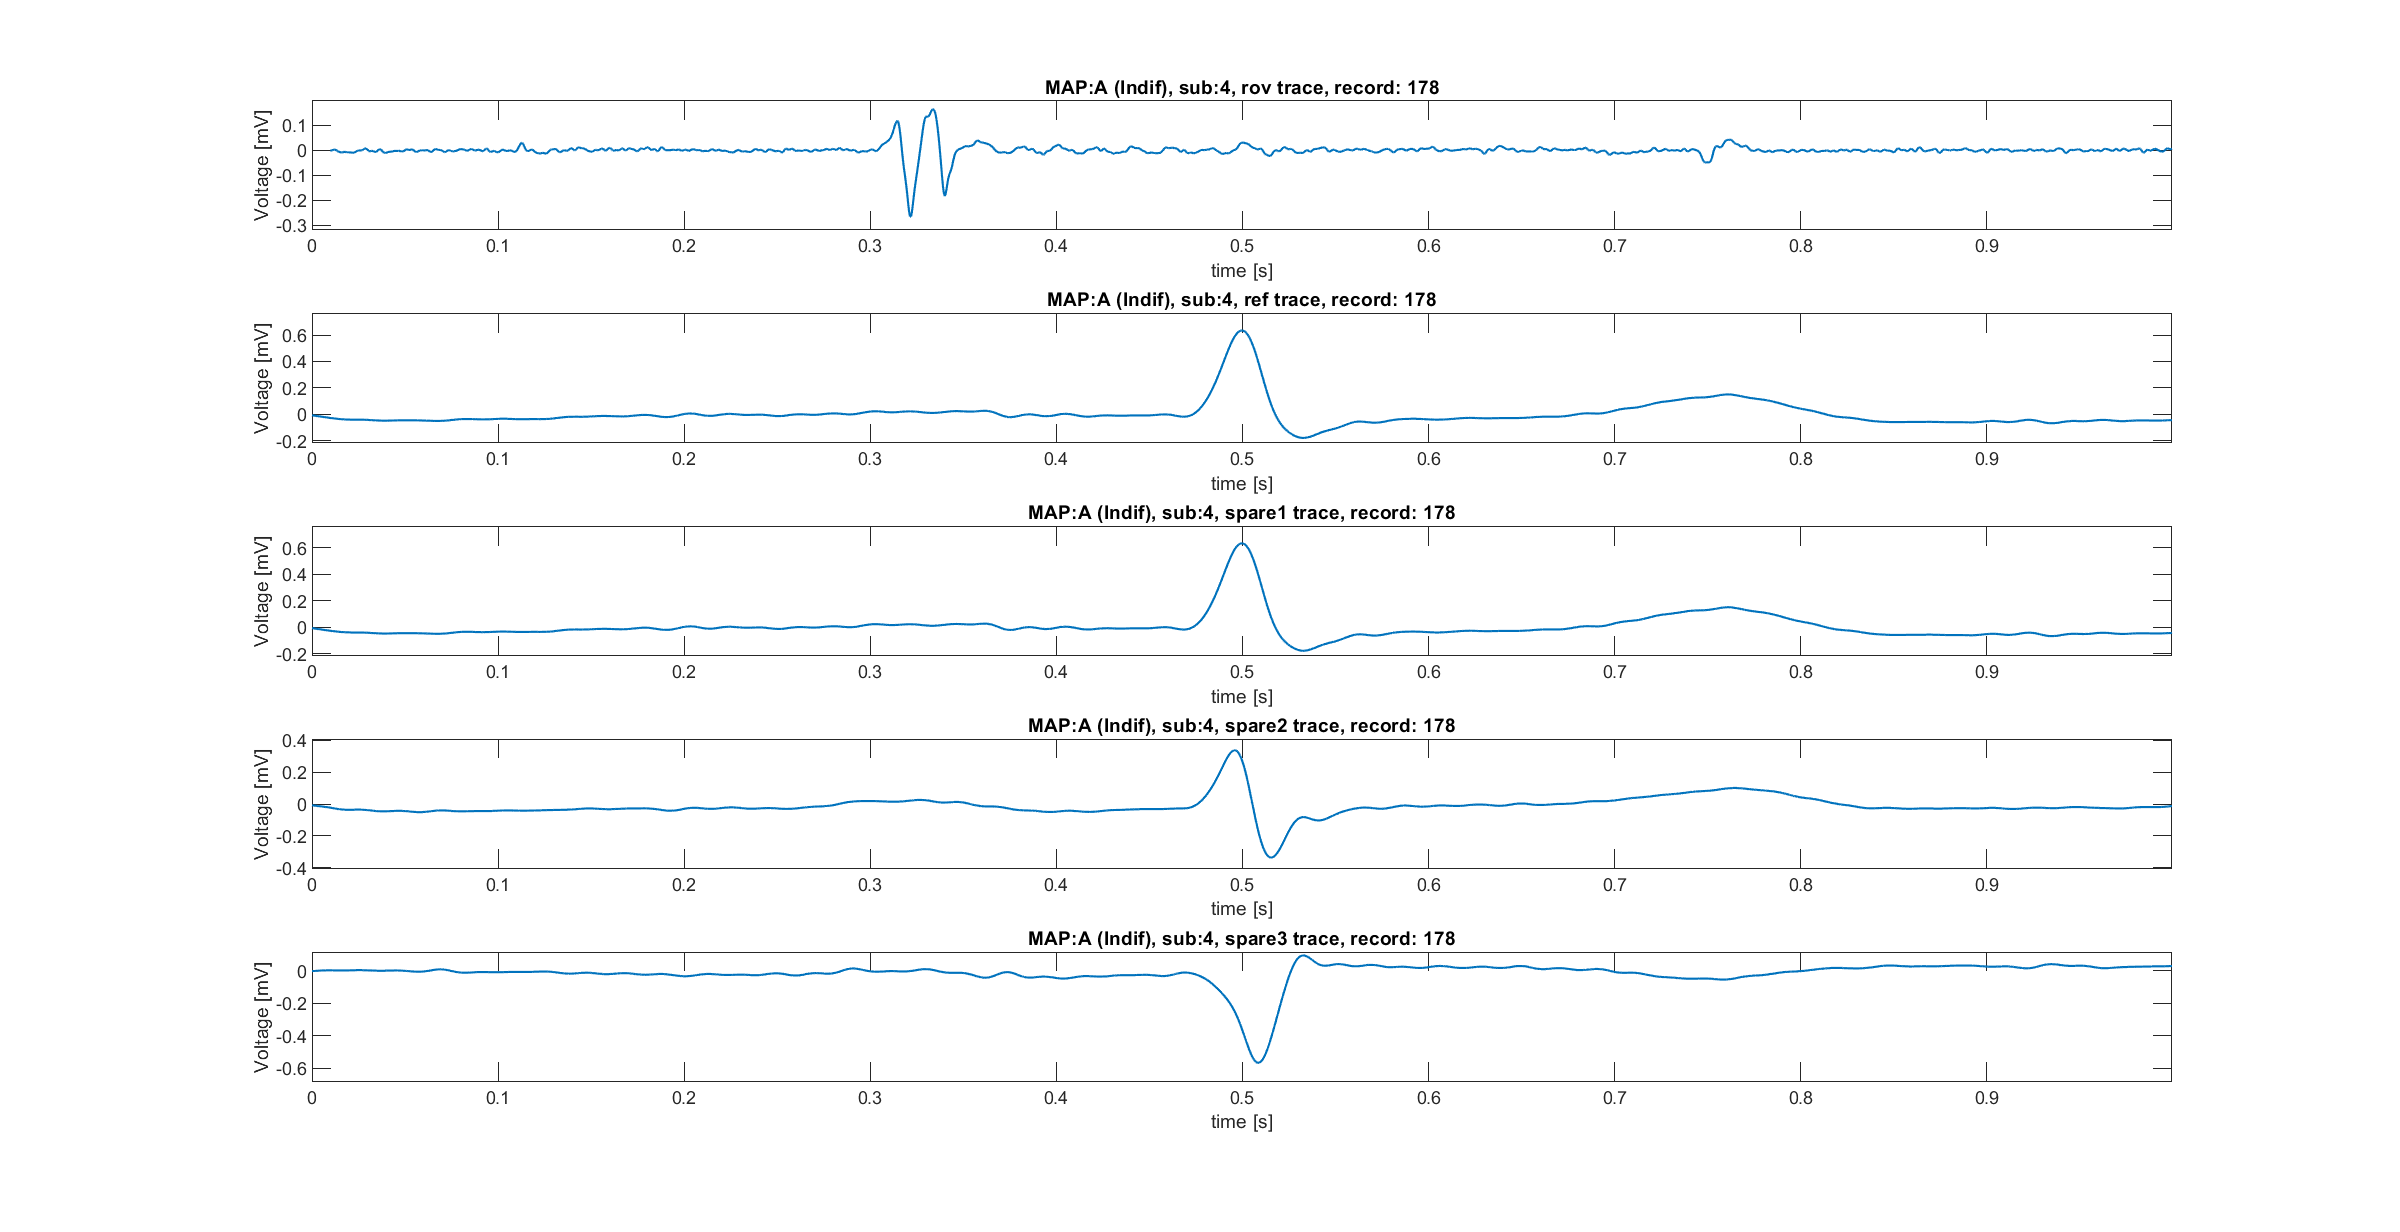 MAP:A (Indif), sub:4, rov trace, record: 178
Voltage [mV]
0.1
0
-0.1
-0.2
-0.3
0 0.1 0.2 0.3 0.4 0.5 0.6 0.7 0.8 0.9
time [s]
MAP:A (Indif), sub:4, ref trace, record: 178
Voltage [mV]
0.6
0.4
0.2
0
-0.2
0 0.1 0.2 0.3 0.4 0.5 0.6 0.7 0.8 0.9
time [s]
MAP:A (Indif), sub:4, spare1 trace, record: 178
Voltage [mV]
0.6
0.4
0.2
0
-0.2
0 0.1 0.2 0.3 0.4 0.5 0.6 0.7 0.8 0.9
time [s]
MAP:A (Indif), sub:4, spare2 trace, record: 178
Voltage [mV]
0.4
0.2
0
-0.2
-0.4
0 0.1 0.2 0.3 0.4 0.5 0.6 0.7 0.8 0.9
time [s]
MAP:A (Indif), sub:4, spare3 trace, record: 178
Voltage [mV]
0
-0.2
-0.4
-0.6
0 0.1 0.2 0.3 0.4 0.5 0.6 0.7 0.8 0.9
time [s]